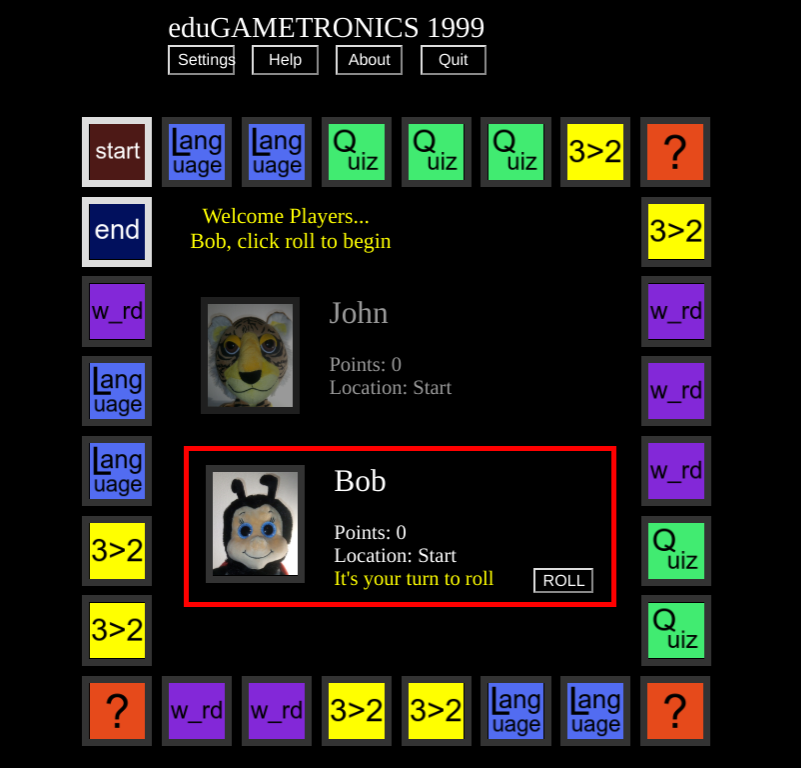 eduGAMETRONICS 1999
Settings Help About Quit
start Language Language Quiz Quiz Quiz 3>2 ?
end
Welcome Players...
Bob, click roll to begin
3>2
w_rd
John
w_rd
Points: 0
Location: Start
Language
w_rd
Language
Bob
w_rd
Points: 0
Location: Start
It's your turn to roll
ROLL
3>2
Quiz
3>2
Quiz
? w_rd w_rd 3>2 3>2 Language Language ?